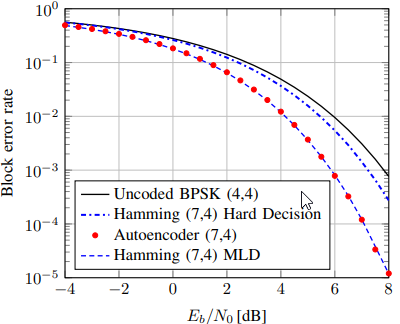 10^0
10^-1
10^-2
10^-3
10^-4
10^-5
Block error rate
Uncoded BPSK (4,4)
Hamming (7,4) Hard Decision
Autoencoder (7,4)
Hamming (7,4) MLD
−4 −2 0 2 4 6 8
E_b/N_0 [dB]